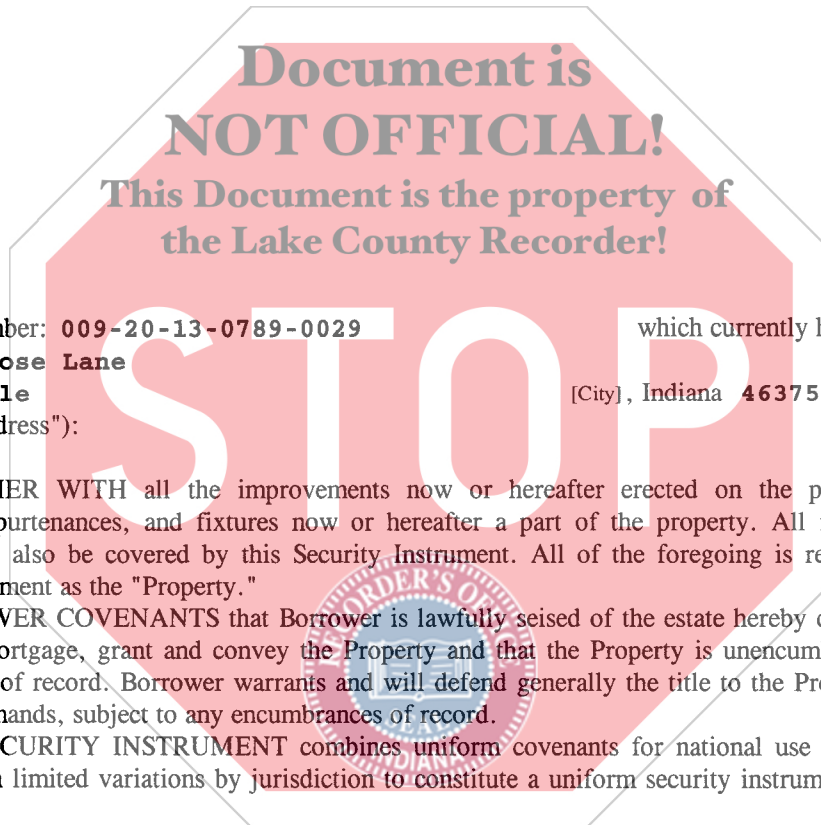 Document is
NOT OFFICIAL!
This Document is the property of
the Lake County Recorder!
STOP
ber: 009-20-13-0789-0029 which currently h
ose Lane
le [City], Indiana 46375
dress"):
ER WITH all the improvements now or hereafter erected on the p
purtenances, and fixtures now or hereafter a part of the property. All
also be covered by this Security Instrument. All of the foregoing is re
ment as the "Property."
VER COVENANTS that Borrower is lawfully seised of the estate hereby
ortgage, grant and convey the Property and that the Property is unencum
of record. Borrower warrants and will defend generally the title to the Pro
nands, subject to any encumbrances of record.
CURITY INSTRUMENT combines uniform covenants for national use
limited variations by jurisdiction to constitute a uniform security instrum
RECORDER'S OFFICE
SEAL
INDIANA